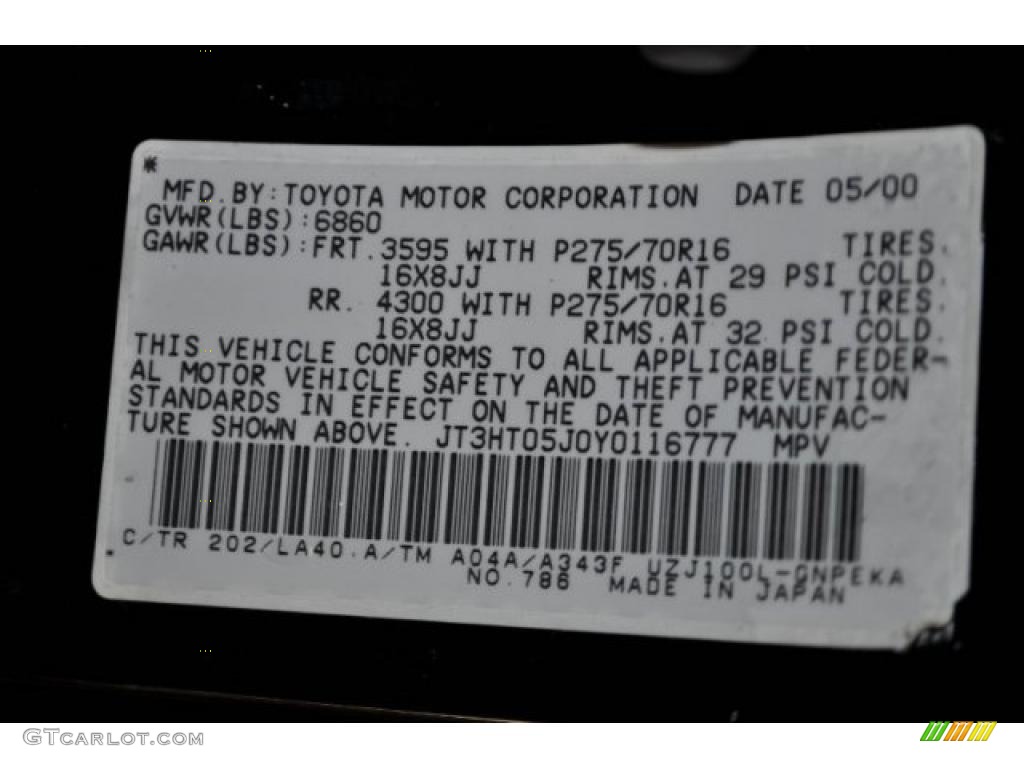 MFD. BY: TOYOTA MOTOR CORPORATION DATE 05/00
GVWR(LBS): 6860
GAWR(LBS): FRT. 3595 WITH P275/70R16 TIRES.
16X8JJ RIMS. AT 29 PSI COLD.
RR. 4300 WITH P275/70R16 TIRES.
16X8JJ RIMS. AT 32 PSI COLD.
THIS VEHICLE CONFORMS TO ALL APPLICABLE FEDER-
AL MOTOR VEHICLE SAFETY AND THEFT PREVENTION
STANDARDS IN EFFECT ON THE DATE OF MANUFAC-
TURE SHOWN ABOVE. JT3HT05J0Y0116777 MPV
C/TR 202/LA40. A/TM A04A/A343F UZJ100L-GNPEKA
NO. 786 MADE IN JAPAN
GTCARLOT.COM